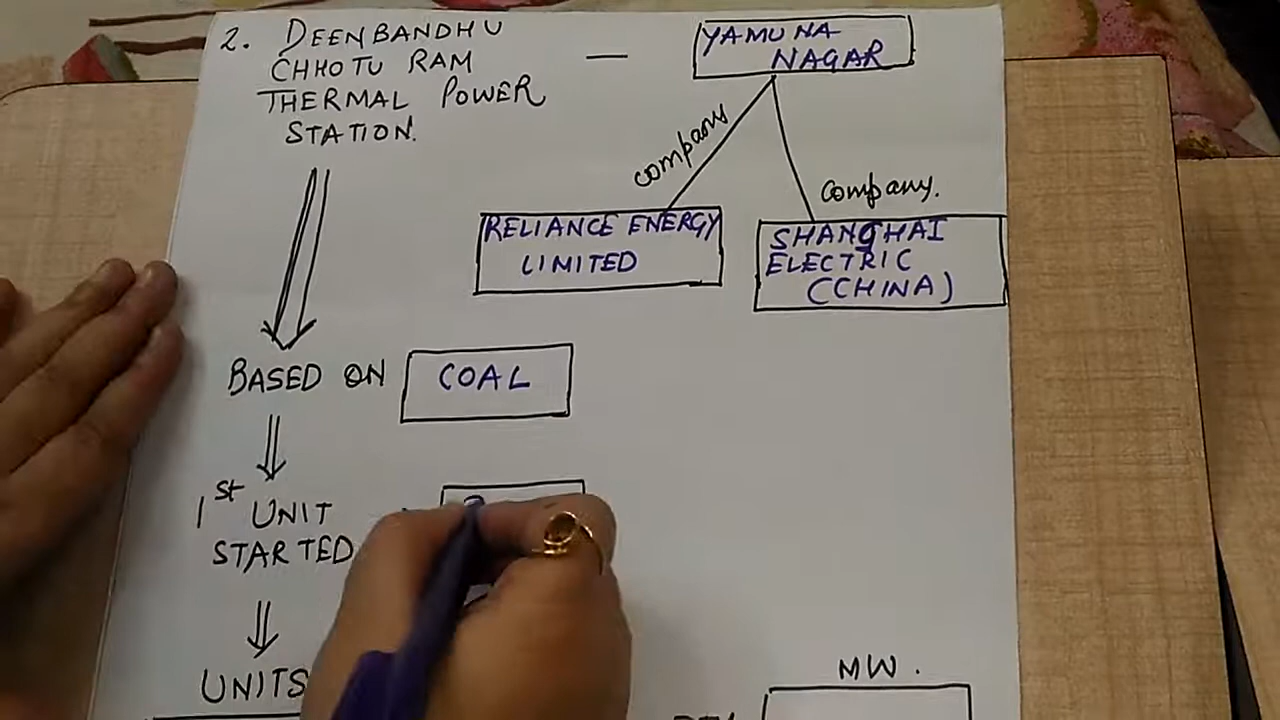 2. DEENBANDHU
CHHOTU RAM
THERMAL POWER
STATION.
—
YAMUNA
NAGAR
company
company.
RELIANCE ENERGY
LIMITED
SHANGHAI
ELECTRIC
(CHINA)
BASED ON
COAL
1st UNIT
STARTED
UNITS
MW.